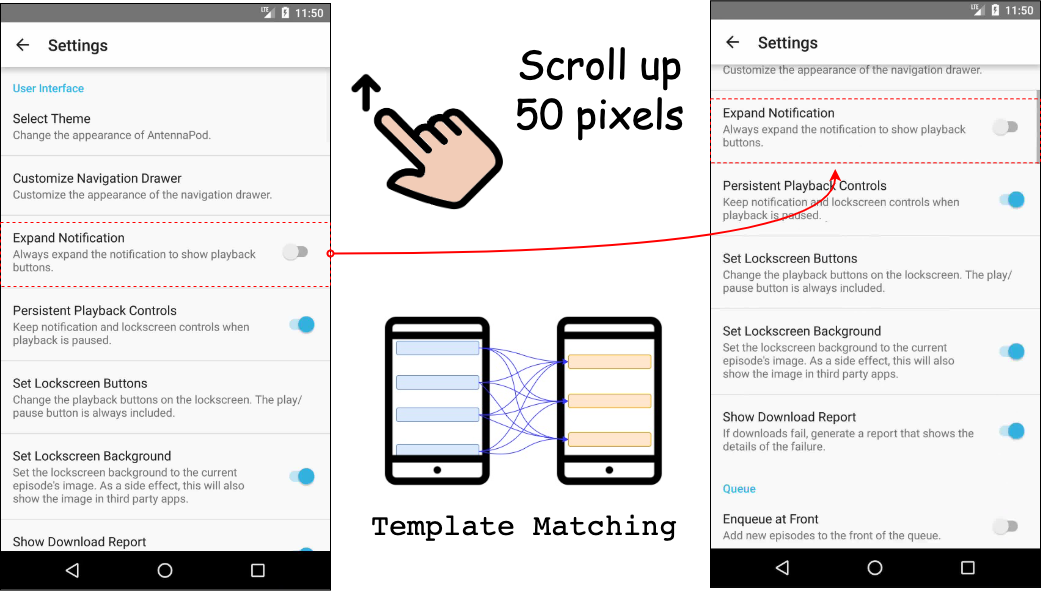 LTE 11:50
Settings
User Interface
Select Theme
Change the appearance of AntennaPod.
Customize Navigation Drawer
Customize the appearance of the navigation drawer.
Expand Notification
Always expand the notification to show playback
buttons.
Persistent Playback Controls
Keep notification and lockscreen controls when
playback is paused.
Set Lockscreen Buttons
Change the playback buttons on the lockscreen. The play/
pause button is always included.
Set Lockscreen Background
Set the lockscreen background to the current
episode's image. As a side effect, this will also
show the image in third party apps.
Show Download Report
Scroll up
50 pixels
Template Matching
LTE 11:50
Settings
Customize the appearance of the navigation drawer.
Expand Notification
Always expand the notification to show playback
buttons.
Persistent Playback Controls
Keep notification and lockscreen controls when
playback is paused.
Set Lockscreen Buttons
Change the playback buttons on the lockscreen. The play/
pause button is always included.
Set Lockscreen Background
Set the lockscreen background to the current
episode's image. As a side effect, this will also
show the image in third party apps.
Show Download Report
If downloads fail, generate a report that shows the
details of the failure.
Queue
Enqueue at Front
Add new episodes to the front of the queue.